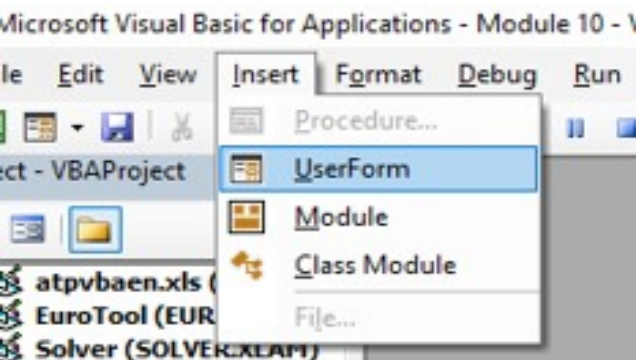 Microsoft Visual Basic for Applications - Module 10 -
le Edit View Insert Format Debug Run
Procedure...
ect - VBAProject
UserForm
Module
Class Module
atpvbaen.xls (
EuroTool (EUR
File...
Solver (SOLVER.XLAM)